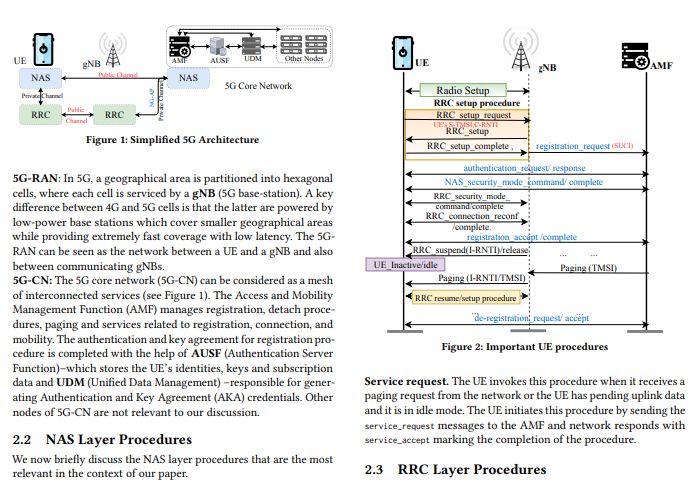 UE
gNB
AMF
AUSF
UDM
Other Nodes
NAS
Public Channel
NAS
5G Core Network
Private Channel
NG-AP
Private Channel
RRC
Public
Channel
RRC
Figure 1: Simplified 5G Architecture
5G-RAN: In 5G, a geographical area is partitioned into hexagonal
cells, where each cell is serviced by a gNB (5G base-station). A key
difference between 4G and 5G cells is that the latter are powered by
low-power base stations which cover smaller geographical areas
while providing extremely fast coverage with low latency. The 5G-
RAN can be seen as the network between a UE and a gNB and also
between communicating gNBs.
5G-CN: The 5G core network (5G-CN) can be considered as a mesh
of interconnected services (see Figure 1). The Access and Mobility
Management Function (AMF) manages registration, detach proce-
dures, paging and services related to registration, connection, and
mobility. The authentication and key agreement for registration pro-
cedure is completed with the help of AUSF (Authentication Server
Function)–which stores the UE's identities, keys and subscription
data and UDM (Unified Data Management) –responsible for gener-
ating Authentication and Key Agreement (AKA) credentials. Other
nodes of 5G-CN are not relevant to our discussion.
2.2 NAS Layer Procedures
We now briefly discuss the NAS layer procedures that are the most
relevant in the context of our paper.
UE
gNB
AMF
Radio Setup
RRC setup procedure
RRC_setup_request
UE's S-TMSI,C-RNTI
RRC_setup
RRC_setup_complete ,
registration_request (SUCI)
authentication_request/ response
NAS_security_mode_command/ complete
RRC_security_mode_
command/complete
RRC_connection_reconf
/complete.
registration_accept /complete
RRC_suspend(I-RNTI)/release
... ...
UE_Inactive/idle
Paging (TMSI)
Paging (I-RNTI/TMSI)
RRC resume/setup procedure
...
de-registration_request/ accept
Figure 2: Important UE procedures
Service request. The UE invokes this procedure when it receives a
paging request from the network or the UE has pending uplink data
and it is in idle mode. The UE initiates this procedure by sending the
service_request messages to the AMF and network responds with
service_accept marking the completion of the procedure.
2.3 RRC Layer Procedures